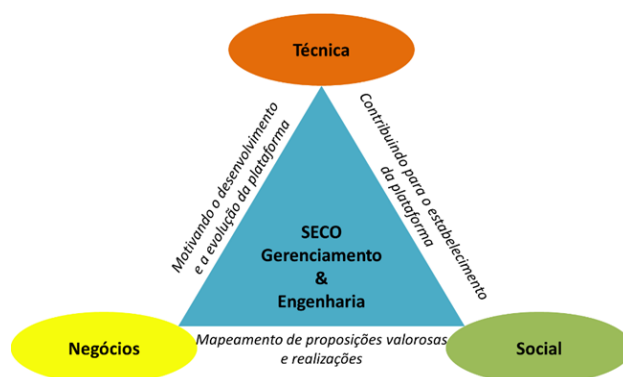 Técnica
Motivando o desenvolvimento
e a evolução da plataforma
Contribuindo para o estabelecimento
da plataforma
SECO
Gerenciamento
&
Engenharia
Negócios
Mapeamento de proposições valorosas
e realizações
Social